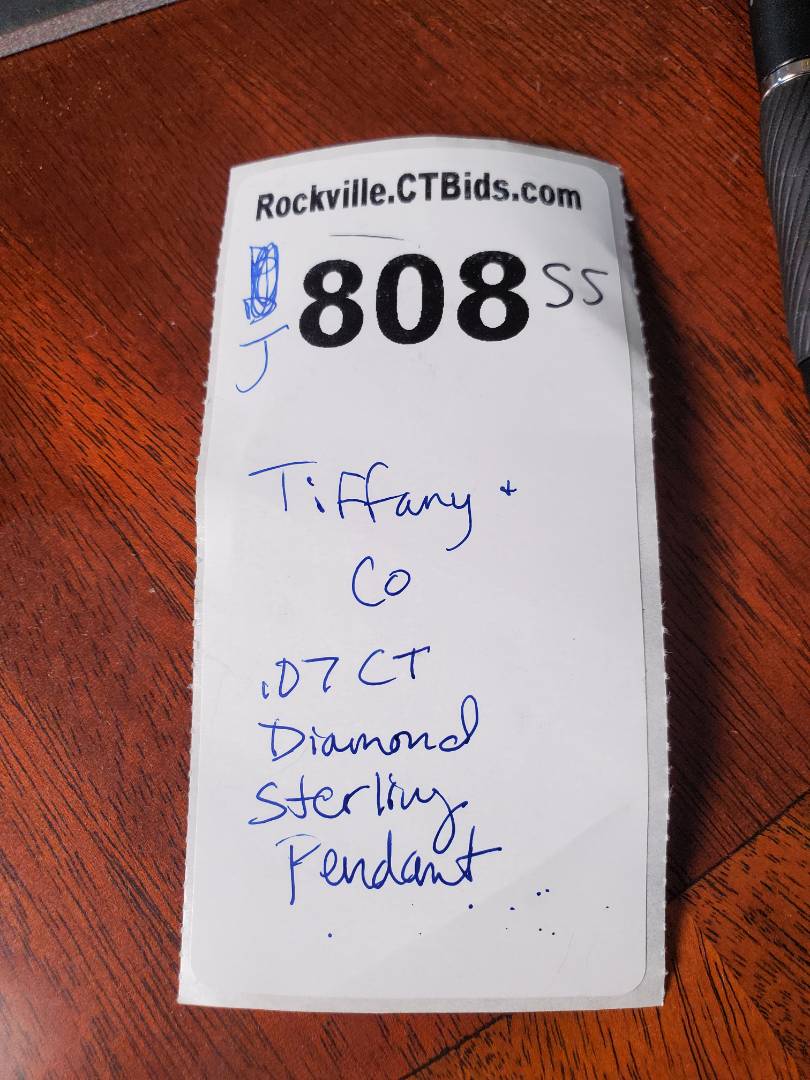 Rockville.CTBids.com
808 SS
J
Tiffany +
Co
.07 CT
Diamond
Sterling
Pendant